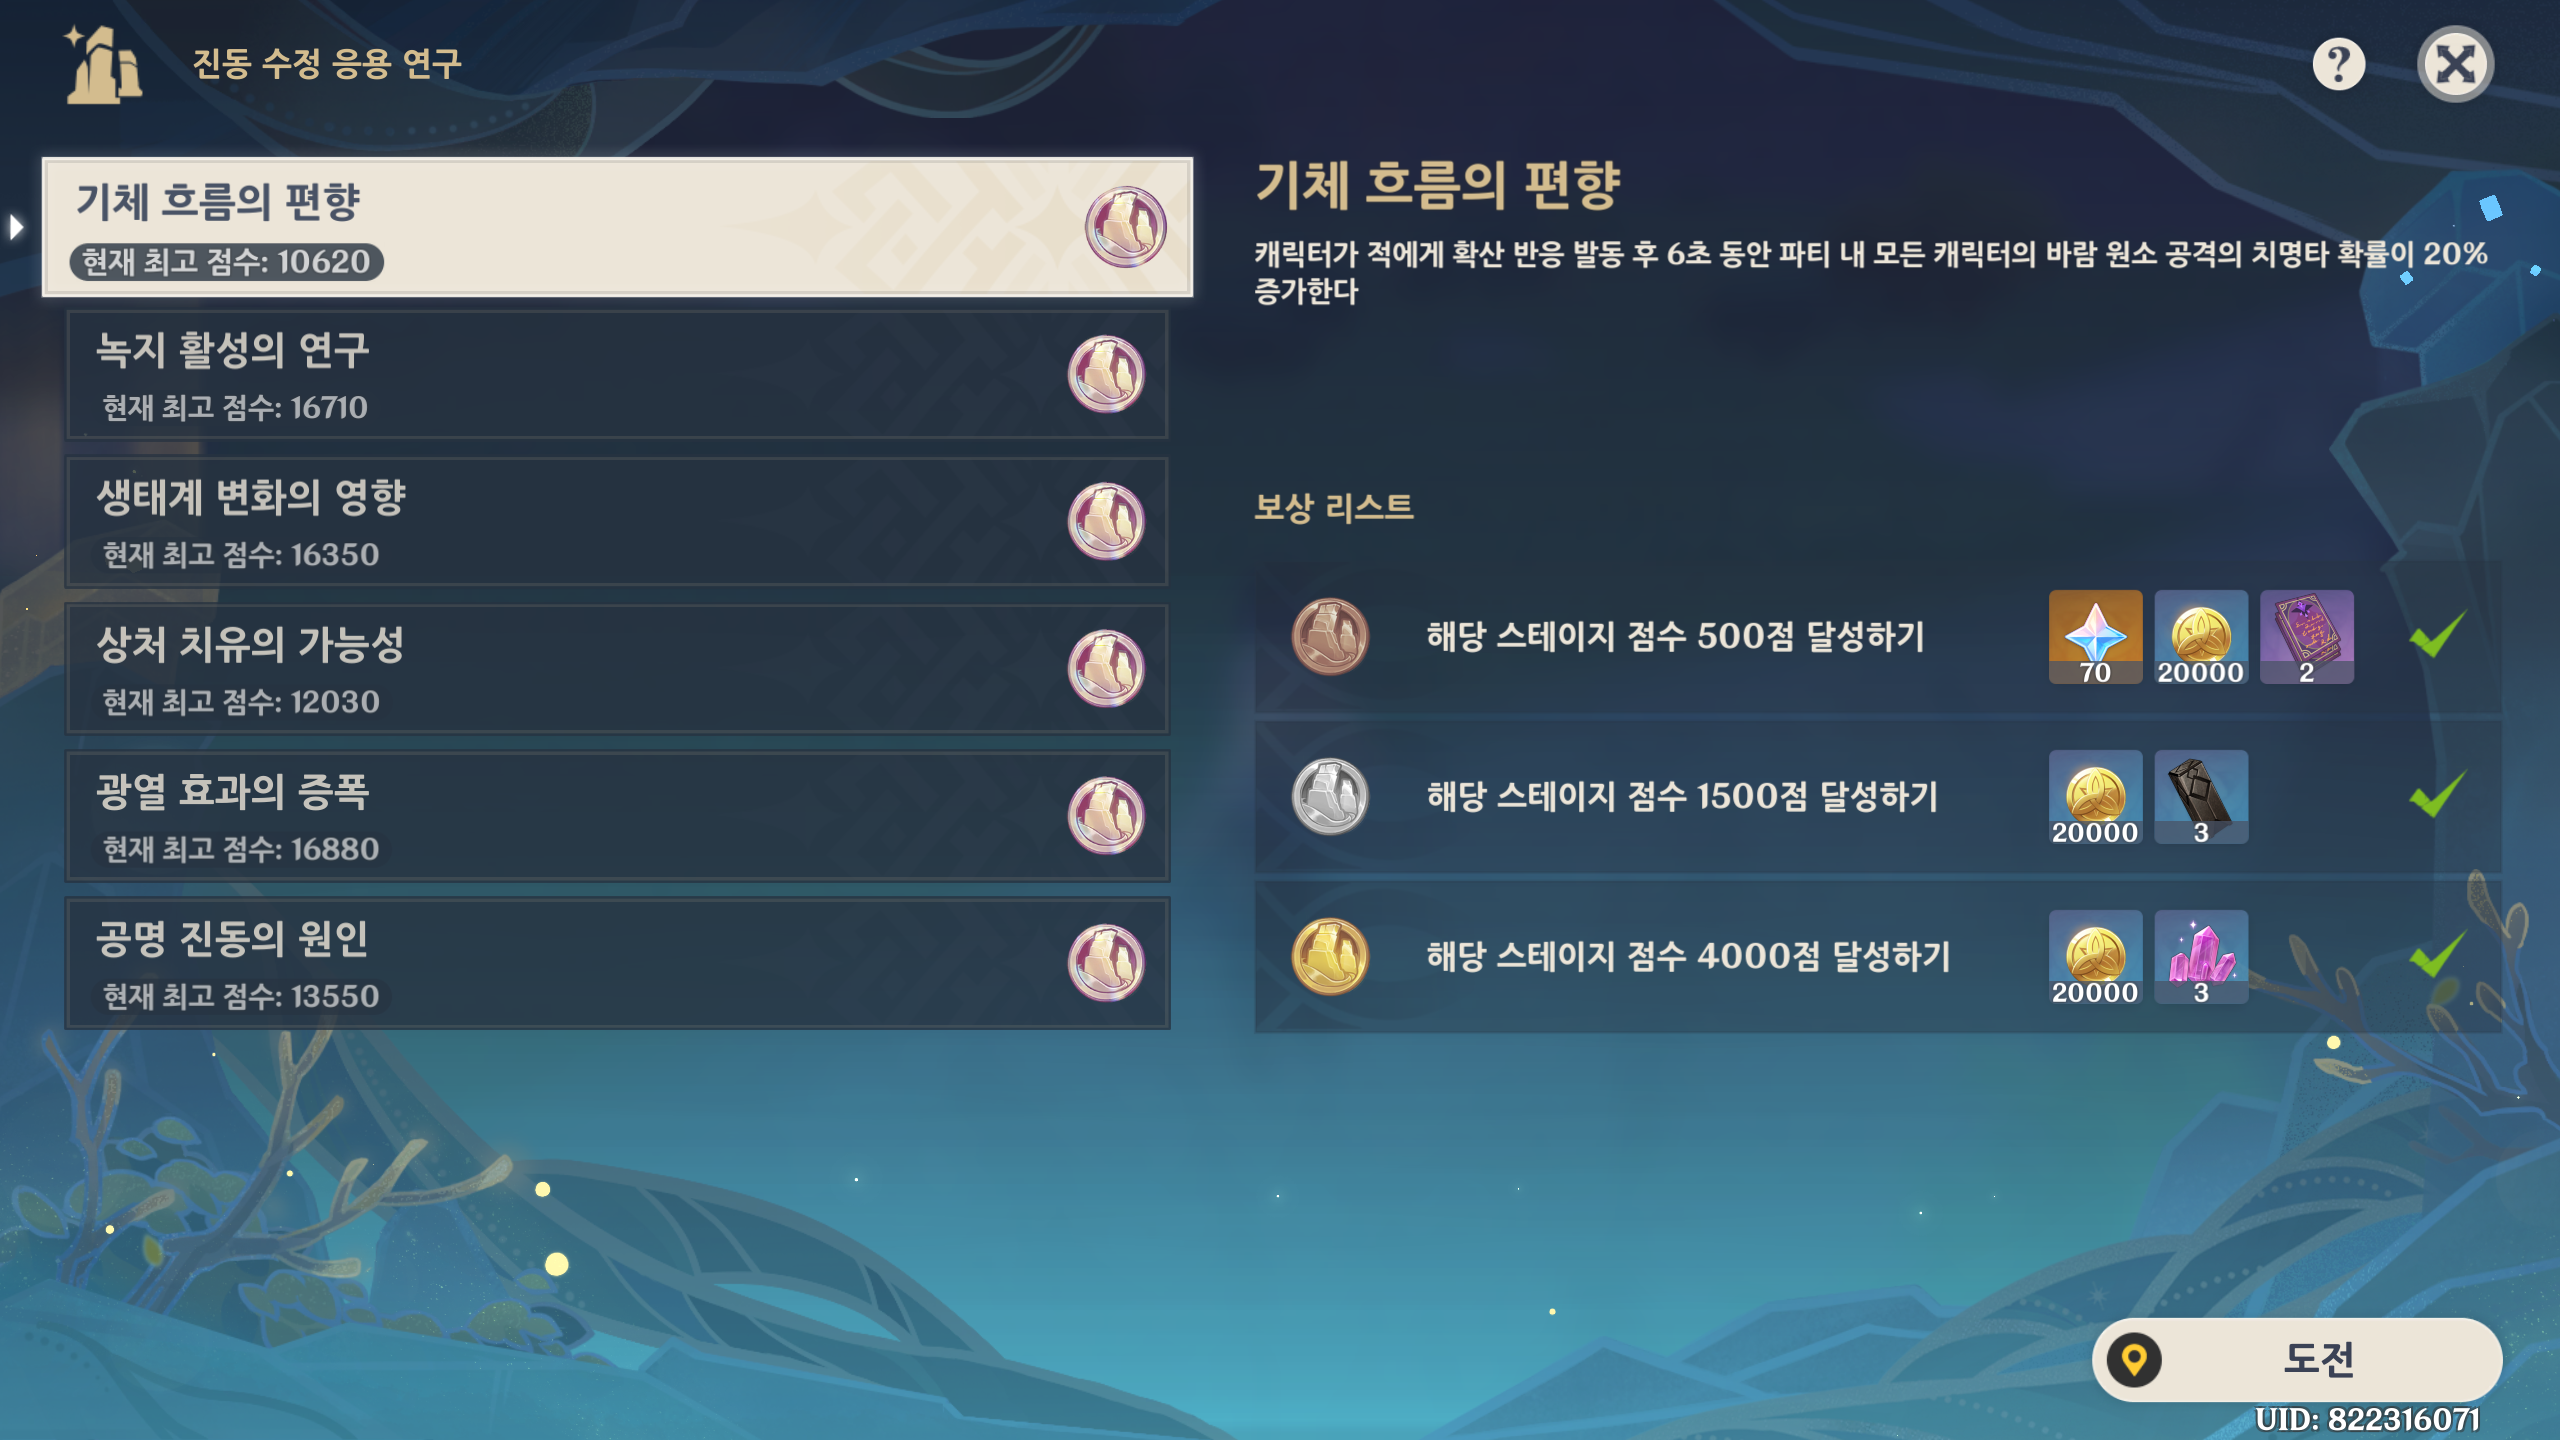 진동 수정 응용 연구
기체 흐름의 편향
현재 최고 점수: 10620
녹지 활성의 연구
현재 최고 점수: 16710
생태계 변화의 영향
현재 최고 점수: 16350
상처 치유의 가능성
현재 최고 점수: 12030
광열 효과의 증폭
현재 최고 점수: 16880
공명 진동의 원인
현재 최고 점수: 13550
기체 흐름의 편향
캐릭터가 적에게 확산 반응 발동 후 6초 동안 파티 내 모든 캐릭터의 바람 원소 공격의 치명타 확률이 20%
증가한다
보상 리스트
해당 스테이지 점수 500점 달성하기
70 20000 2
해당 스테이지 점수 1500점 달성하기
20000 3
해당 스테이지 점수 4000점 달성하기
20000 3
도전
UID: 822316071